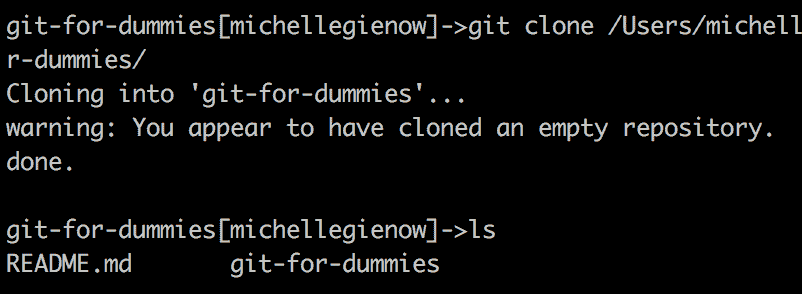 git-for-dummies[michellegienow]->git clone /Users/michell
r-dummies/
Cloning into 'git-for-dummies'...
warning: You appear to have cloned an empty repository.
done.
git-for-dummies[michellegienow]->ls
README.md git-for-dummies